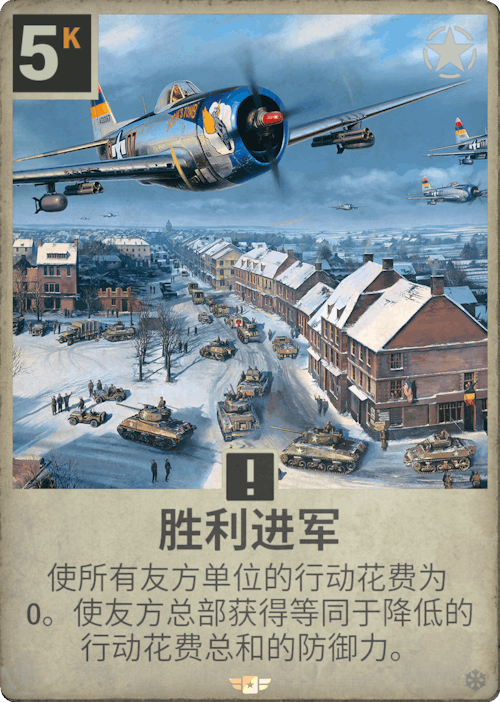 5K
胜利进军
使所有友方单位的行动花费为
0。使友方总部获得等同于降低的
行动花费总和的防御力。